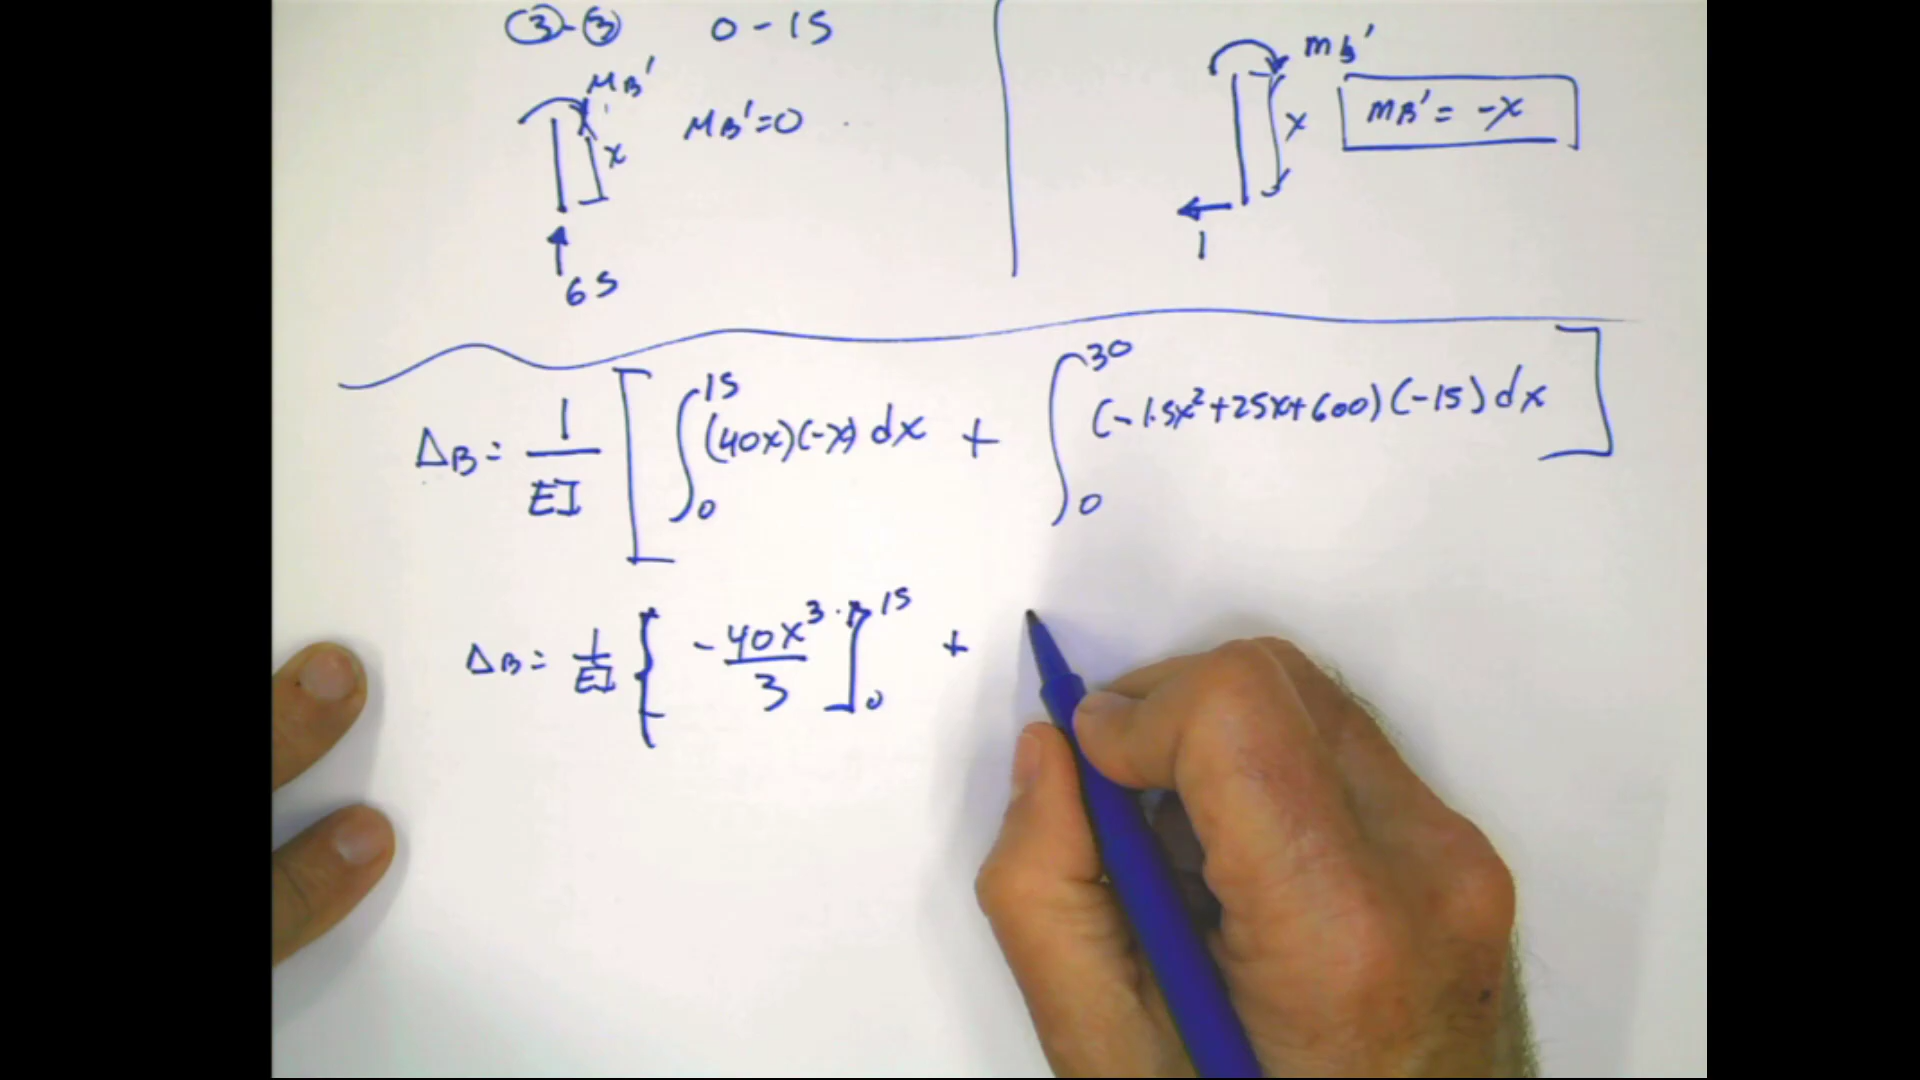 ③-③ 0-15
MB'
MB'=0
x
65
mB'
x
mB' = -x
1
ΔB = 1/EI [ ∫₀¹⁵ (40x)(-x) dx + ∫₀³⁰ (-1.5x²+25x+600)(-15) dx ]
ΔB = 1/EI { -40x³/3 ]₀¹⁵ +